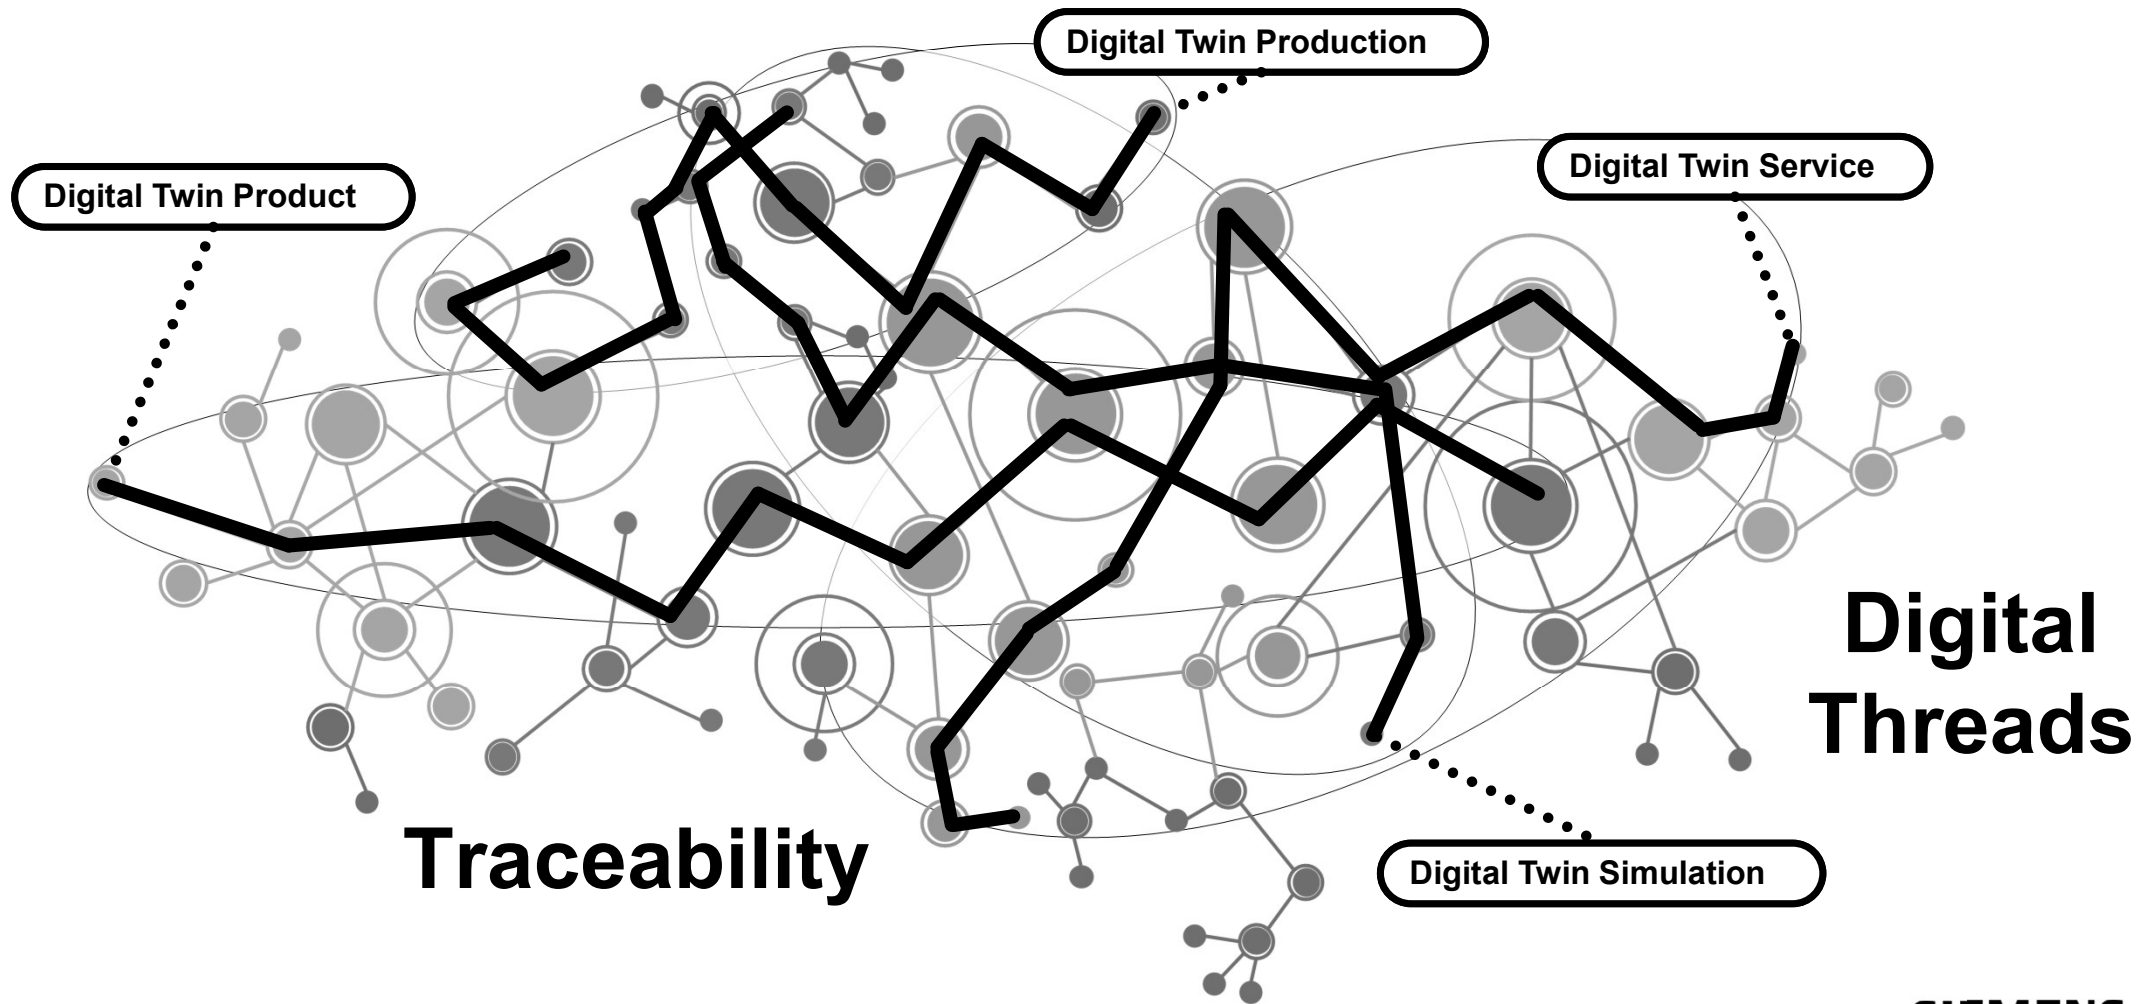 Digital Twin Production
Digital Twin Service
Digital Twin Product
Digital
Threads
Traceability
Digital Twin Simulation